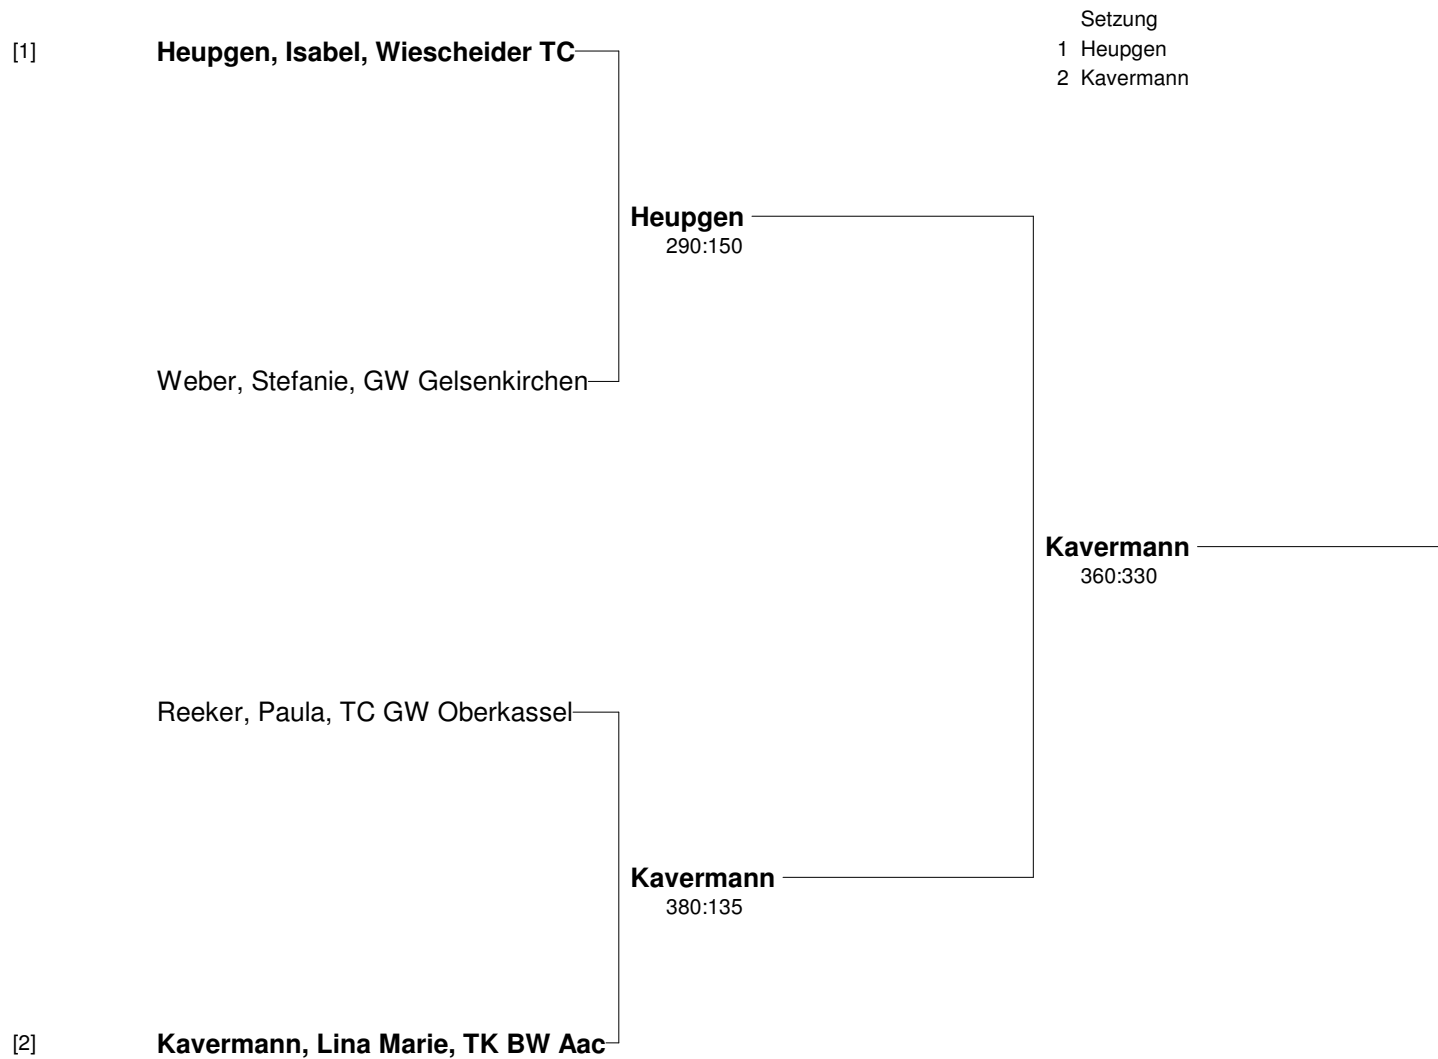 Setzung
[1] Heupgen, Isabel, Wiescheider TC
1 Heupgen
2 Kavermann
Heupgen
290:150
Weber, Stefanie, GW Gelsenkirchen
Kavermann
360:330
Reeker, Paula, TC GW Oberkassel
Kavermann
380:135
[2] Kavermann, Lina Marie, TK BW Aac